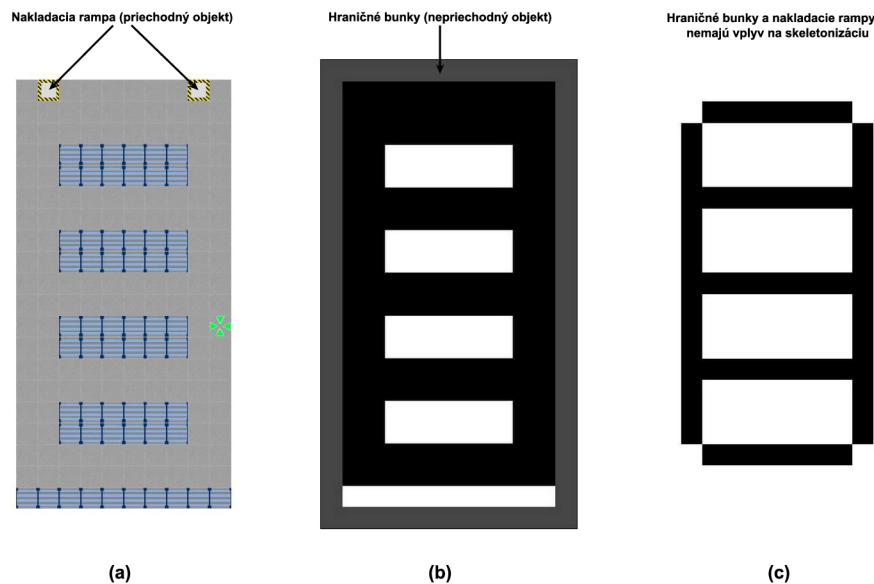 Nakladacia rampa (priechodný objekt)
Hraničné bunky (nepriechodný objekt)
Hraničné bunky a nakladacie rampy
nemajú vplyv na skeletonizáciu
(a)
(b)
(c)